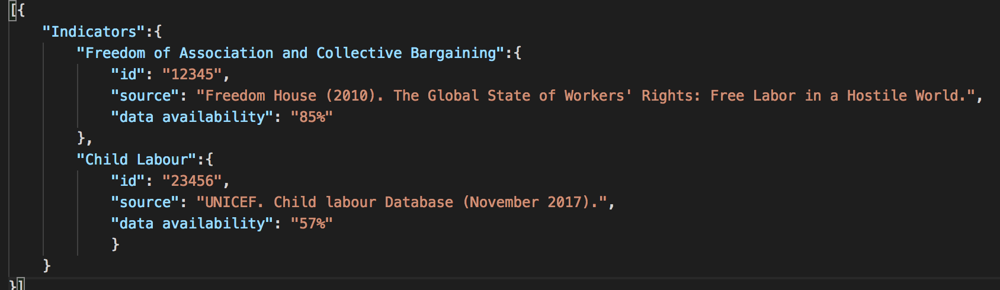 [{
"Indicators":{
"Freedom of Association and Collective Bargaining":{
"id": "12345",
"source": "Freedom House (2010). The Global State of Workers' Rights: Free Labor in a Hostile World.",
"data availability": "85%"
},
"Child Labour":{
"id": "23456",
"source": "UNICEF. Child labour Database (November 2017).",
"data availability": "57%"
}
}
}]